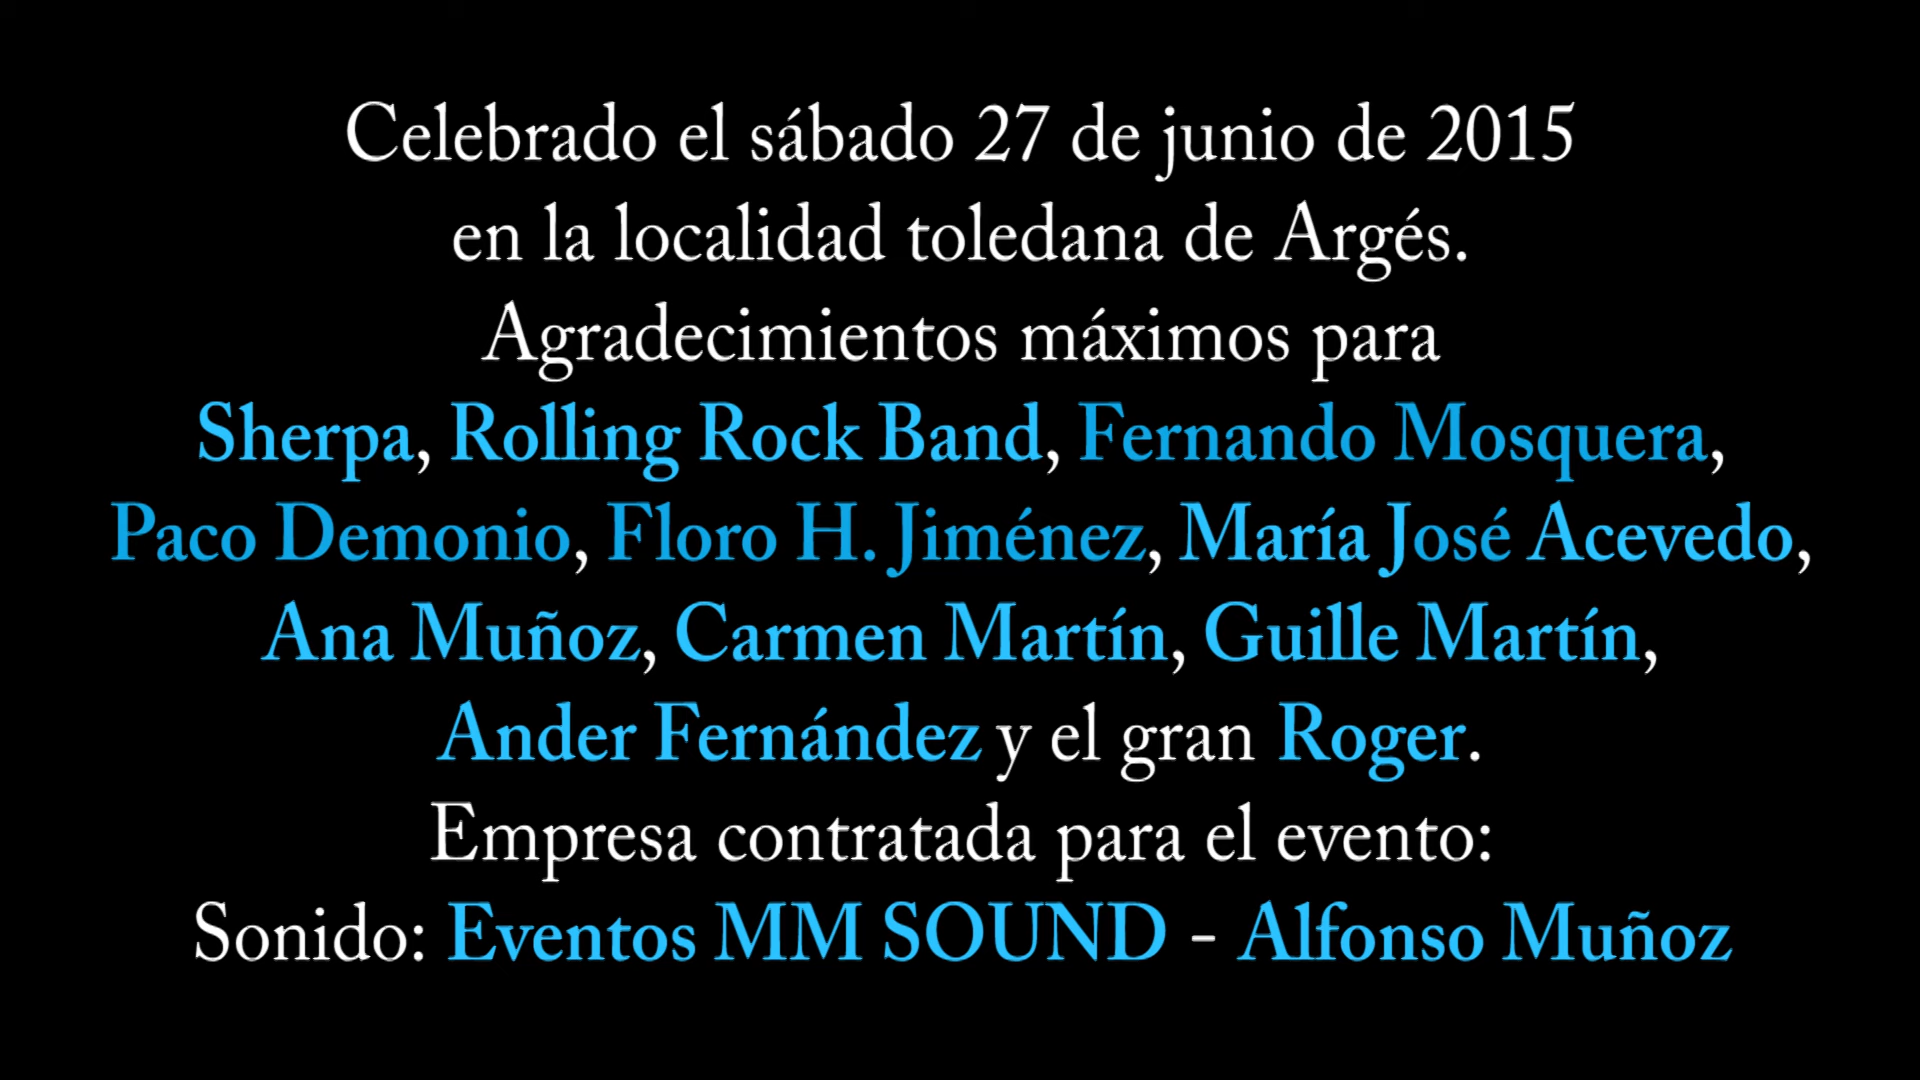 Celebrado el sábado 27 de junio de 2015
en la localidad toledana de Argés.
Agradecimientos máximos para
Sherpa, Rolling Rock Band, Fernando Mosquera,
Paco Demonio, Floro H. Jiménez, María José Acevedo,
Ana Muñoz, Carmen Martín, Guille Martín,
Ander Fernández y el gran Roger.
Empresa contratada para el evento:
Sonido: Eventos MM SOUND - Alfonso Muñoz